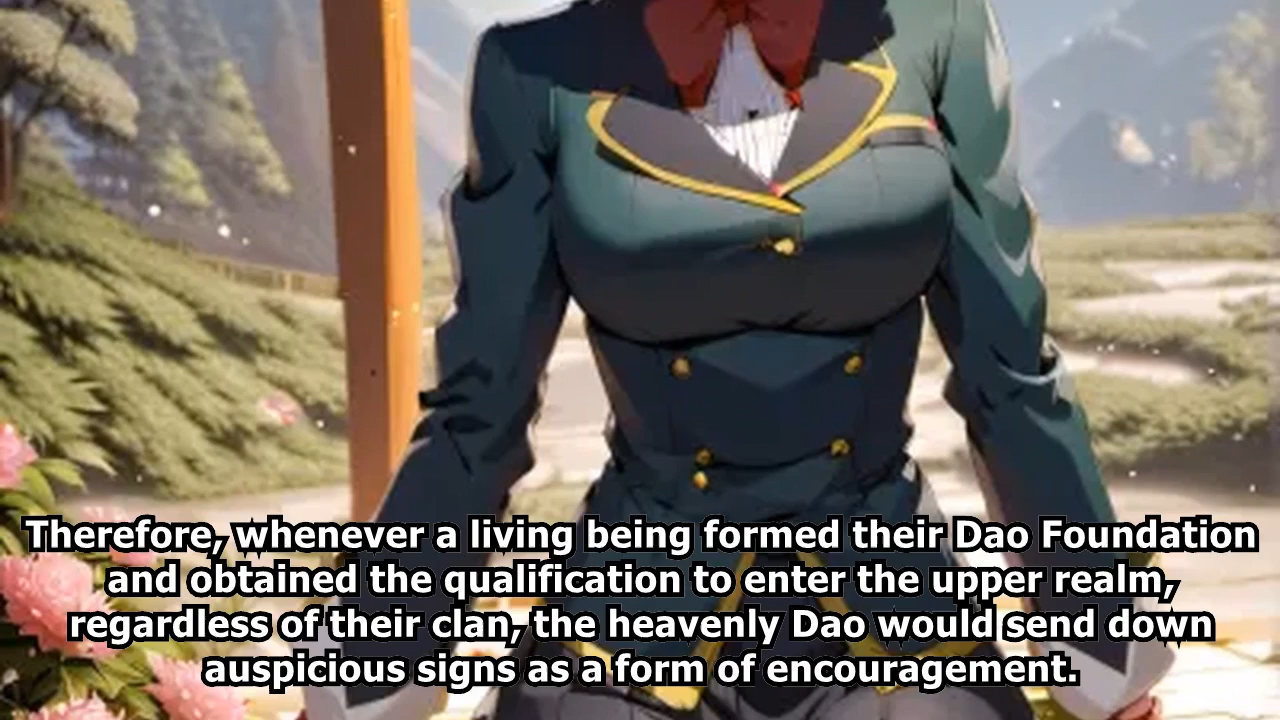 Therefore, whenever a living being formed their Dao Foundation
and obtained the qualification to enter the upper realm,
regardless of their clan, the heavenly Dao would send down
auspicious signs as a form of encouragement.